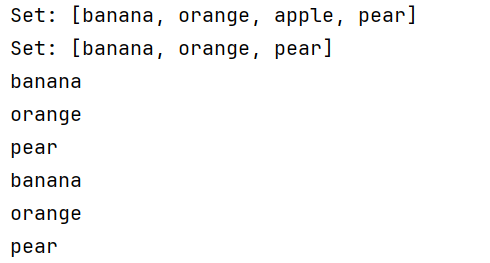 Set: [banana, orange, apple, pear]
Set: [banana, orange, pear]
banana
orange
pear
banana
orange
pear